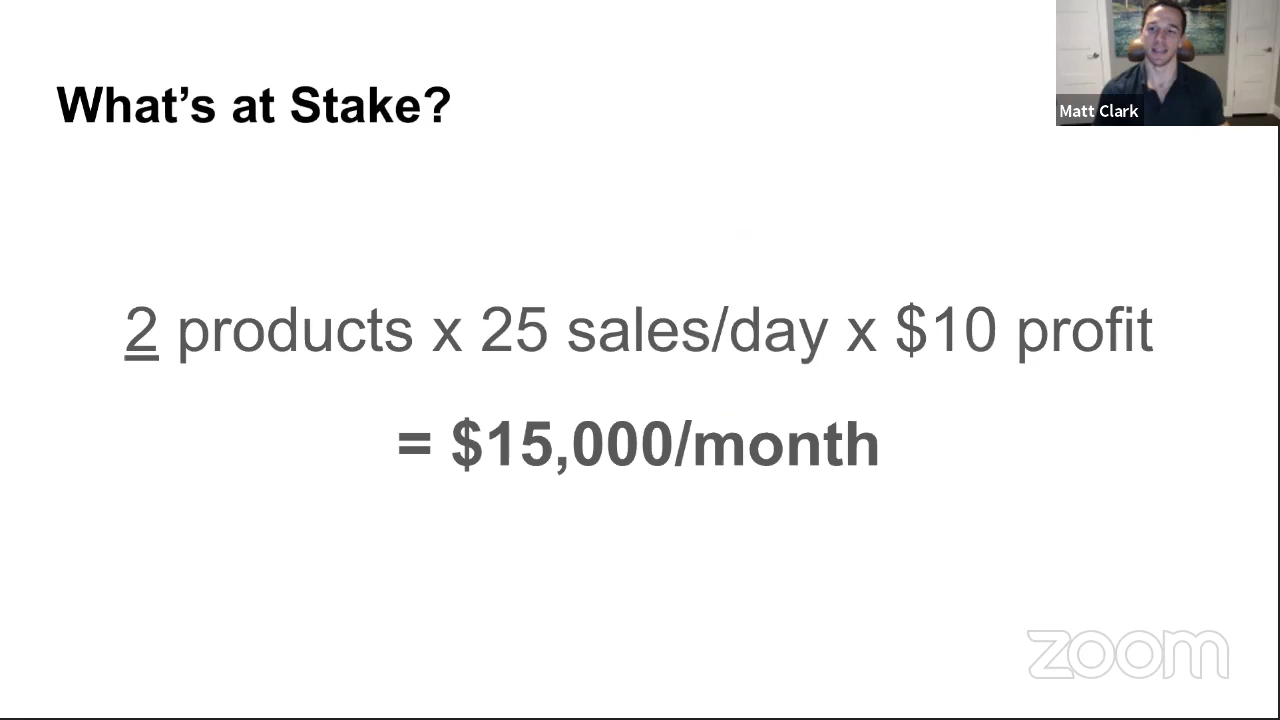 What's at Stake?
Matt Clark
2 products x 25 sales/day x $10 profit
= $15,000/month
zoom